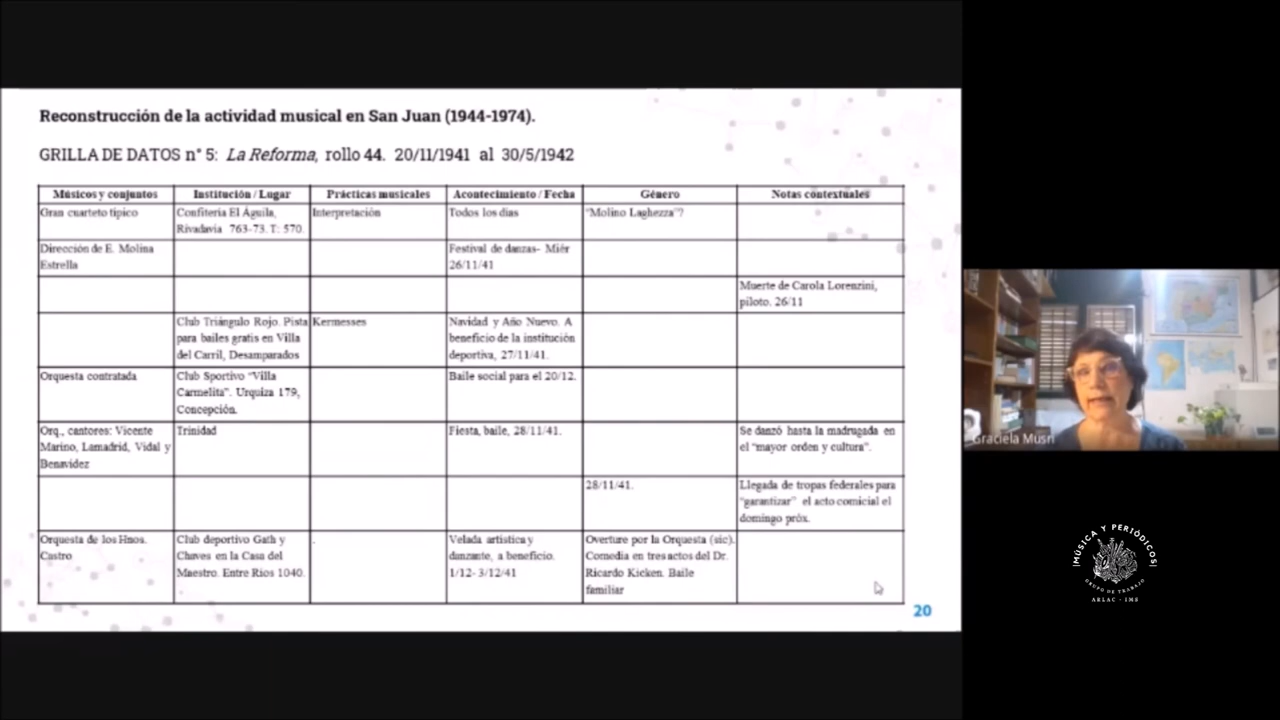 Reconstrucción de la actividad musical en San Juan (1944-1974).
GRILLA DE DATOS n° 5: La Reforma, rollo 44. 20/11/1941 al 30/5/1942
Músicos y conjuntos Institución / Lugar Prácticas musicales Acontecimiento / Fecha Género Notas contextuales
Gran cuarteto típico
Confitería El Águila,
Rivadavia 763-73. T: 570.
Interpretación
Todos los días
"Molino Laghezza"?
Dirección de E. Molina
Estrella
Festival de danzas- Miér
26/11/41
Muerte de Carola Lorenzini,
piloto. 26/11
Club Triángulo Rojo. Pista
para bailes gratis en Villa
del Carril, Desamparados
Kermesses
Navidad y Año Nuevo. A
beneficio de la institución
deportiva, 27/11/41.
Orquesta contratada
Club Sportivo "Villa
Carmelita". Urquiza 179,
Concepción.
Baile social para el 20/12.
Orq., cantores: Vicente
Marino, Lamadrid, Vidal y
Benavídez
Trinidad
Fiesta, baile, 28/11/41.
Se danzó hasta la madrugada en
el "mayor orden y cultura".
28/11/41.
Llegada de tropas federales para
"garantizar" el acto comicial el
domingo próx.
Orquesta de los Hnos.
Castro
Club deportivo Gath y
Chaves en la Casa del
Maestro. Entre Ríos 1040.
.
Velada artística y
danzante, a beneficio.
1/12- 3/12/41
Overture por la Orquesta (sic).
Comedia en tres actos del Dr.
Ricardo Kicken. Baile
familiar
20
Graciela Musri
MÚSICA Y PERIÓDICOS
GRUPO DE TRABAJO
ARLAC - IMS